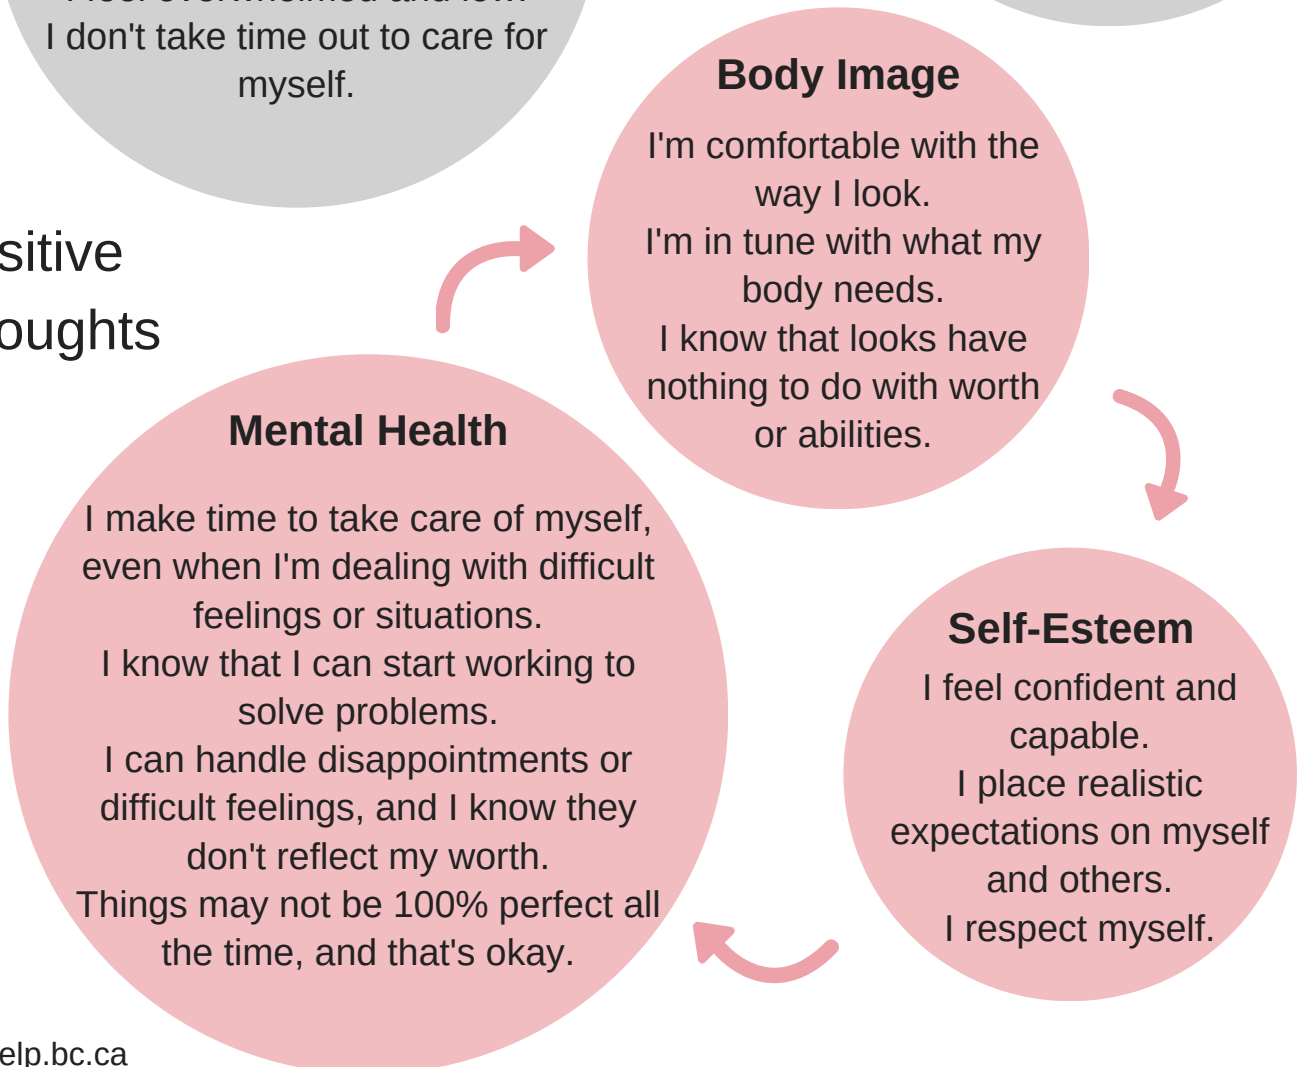 I don't take time out to care for
myself.
Body Image
I'm comfortable with the
way I look.
I'm in tune with what my
body needs.
I know that looks have
nothing to do with worth
or abilities.
sitive
oughts
Mental Health
I make time to take care of myself,
even when I'm dealing with difficult
feelings or situations.
I know that I can start working to
solve problems.
I can handle disappointments or
difficult feelings, and I know they
don't reflect my worth.
Things may not be 100% perfect all
the time, and that's okay.
Self-Esteem
I feel confident and
capable.
I place realistic
expectations on myself
and others.
I respect myself.
elp.bc.ca